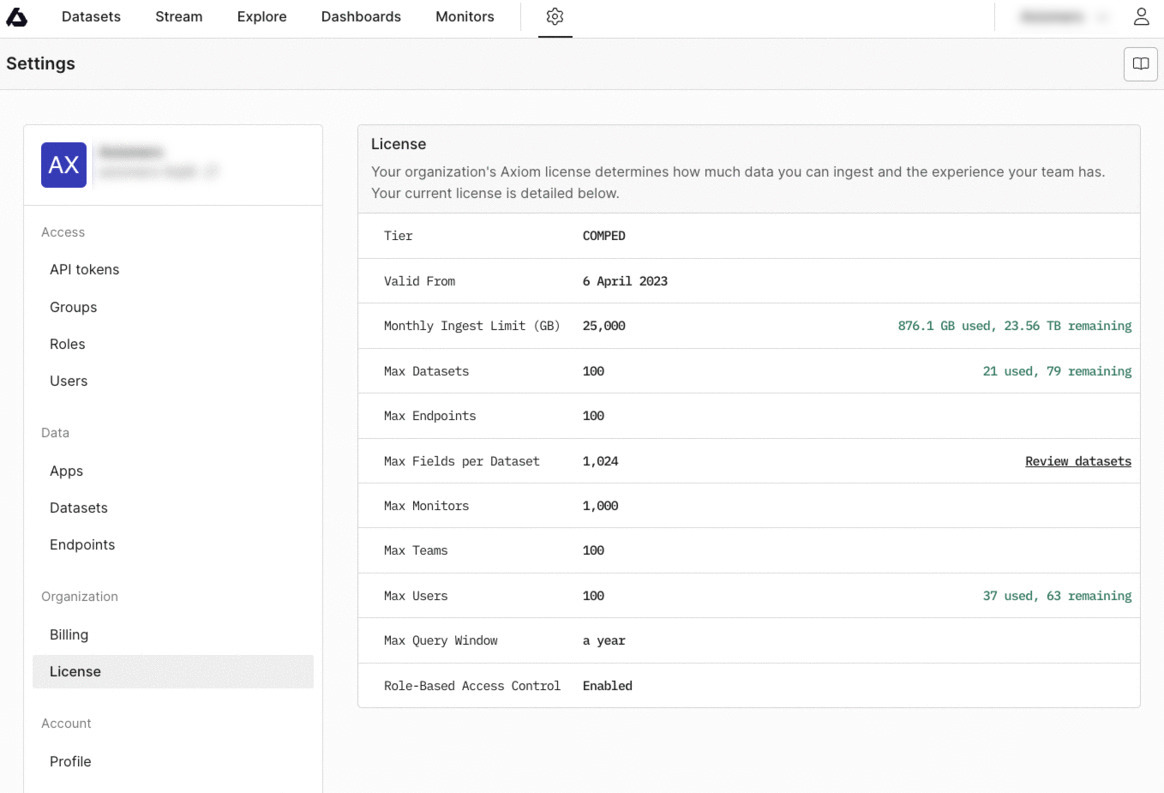 Datasets Stream Explore Dashboards Monitors
Settings
AX
Access
API tokens
Groups
Roles
Users
Data
Apps
Datasets
Endpoints
Organization
Billing
License
Account
Profile
License
Your organization's Axiom license determines how much data you can ingest and the experience your team has.
Your current license is detailed below.
Tier COMPED
Valid From 6 April 2023
Monthly Ingest Limit (GB) 25,000 876.1 GB used, 23.56 TB remaining
Max Datasets 100 21 used, 79 remaining
Max Endpoints 100
Max Fields per Dataset 1,024 Review datasets
Max Monitors 1,000
Max Teams 100
Max Users 100 37 used, 63 remaining
Max Query Window a year
Role-Based Access Control Enabled